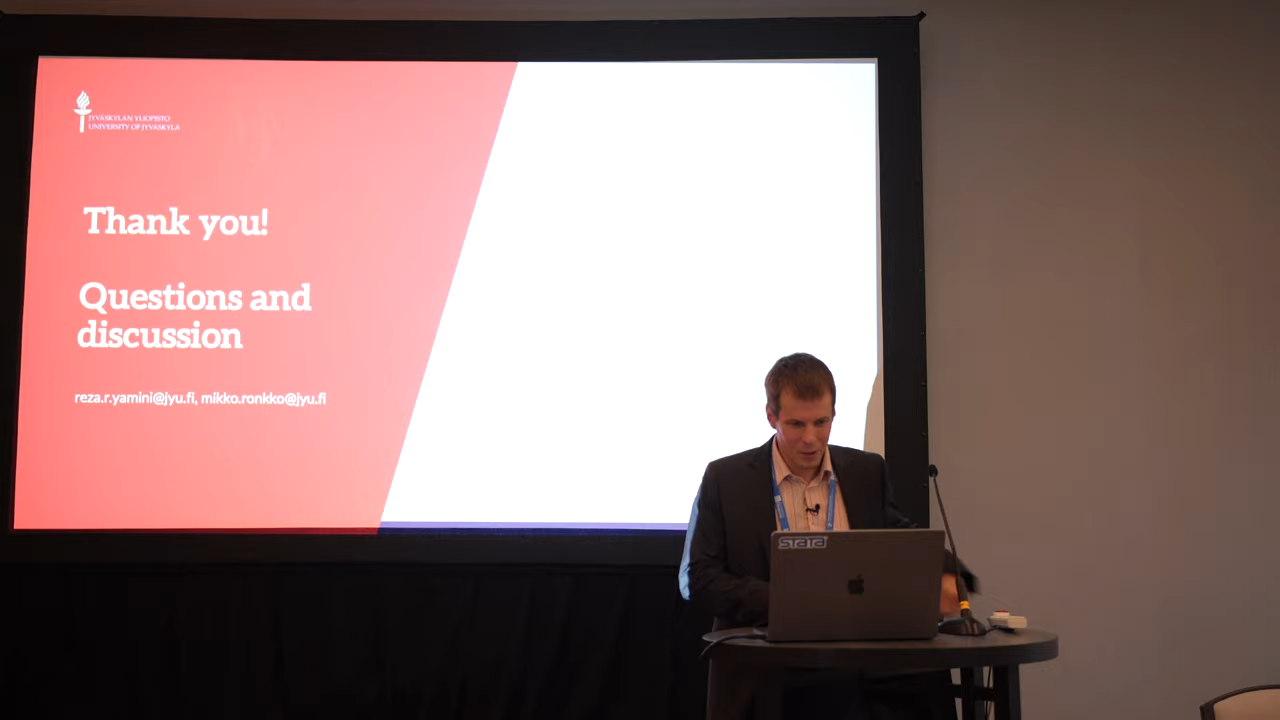 JYVÄSKYLÄN YLIOPISTO
UNIVERSITY OF JYVÄSKYLÄ
Thank you!
Questions and
discussion
reza.r.yamini@jyu.fi, mikko.ronkko@jyu.fi
STATA